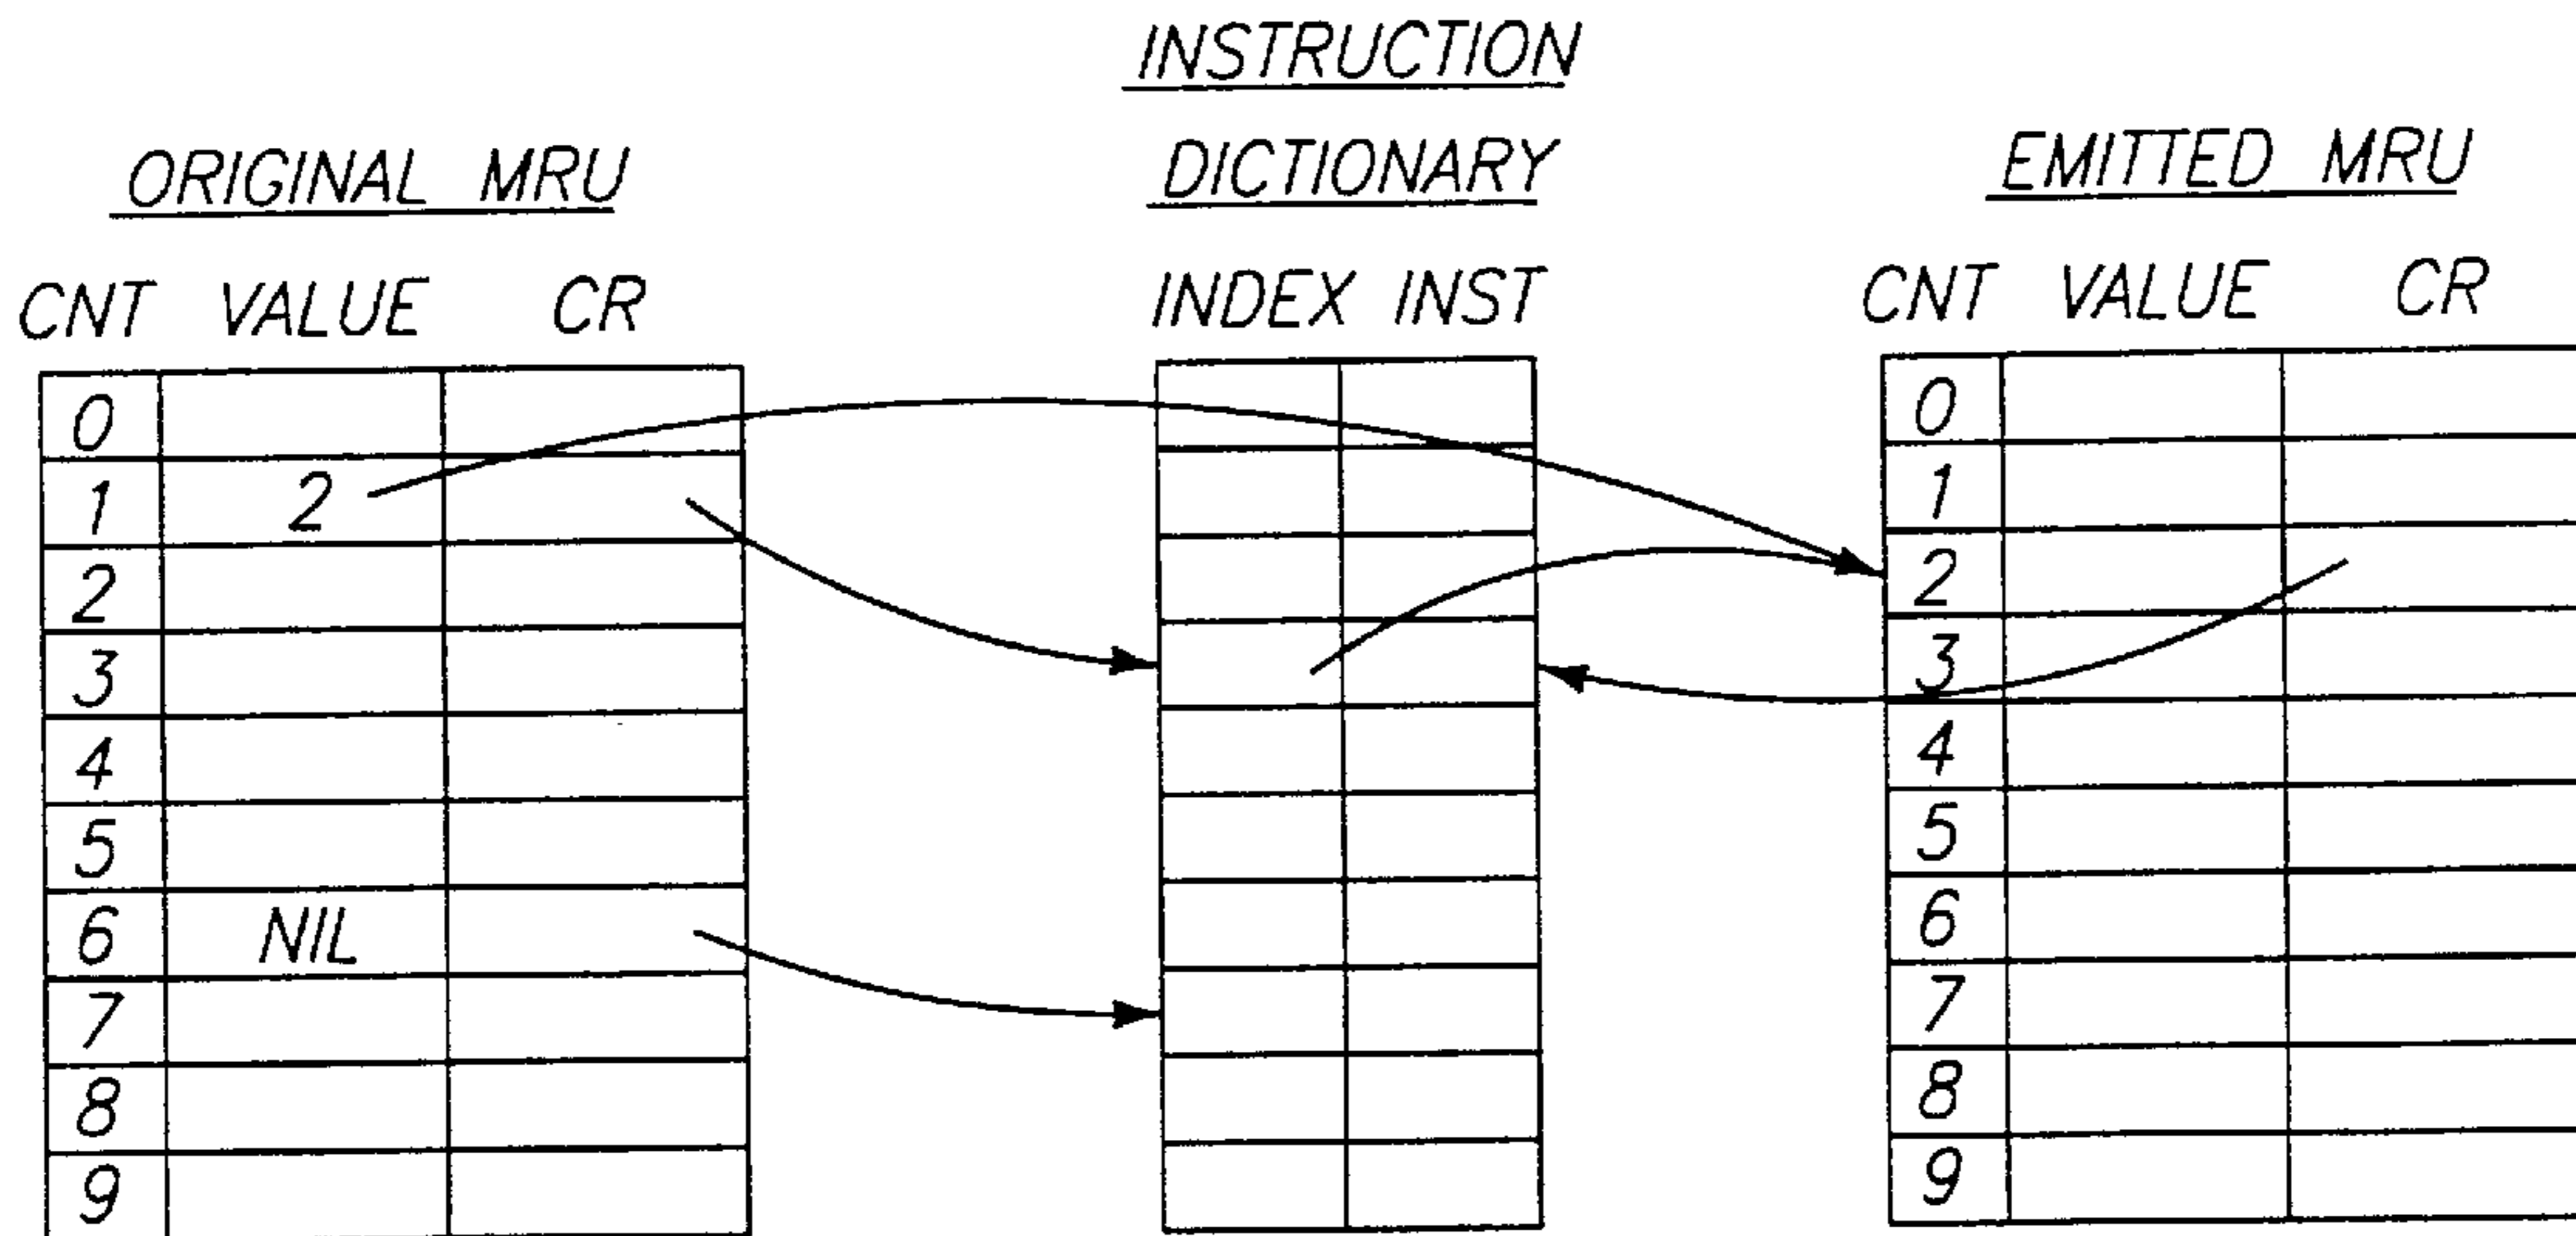 INSTRUCTION
DICTIONARY
ORIGINAL MRU
EMITTED MRU
CNT VALUE CR
INDEX INST
CNT VALUE CR
0
1 2
2
3
4
5
6 NIL
7
8
9
0
1
2
3
4
5
6
7
8
9